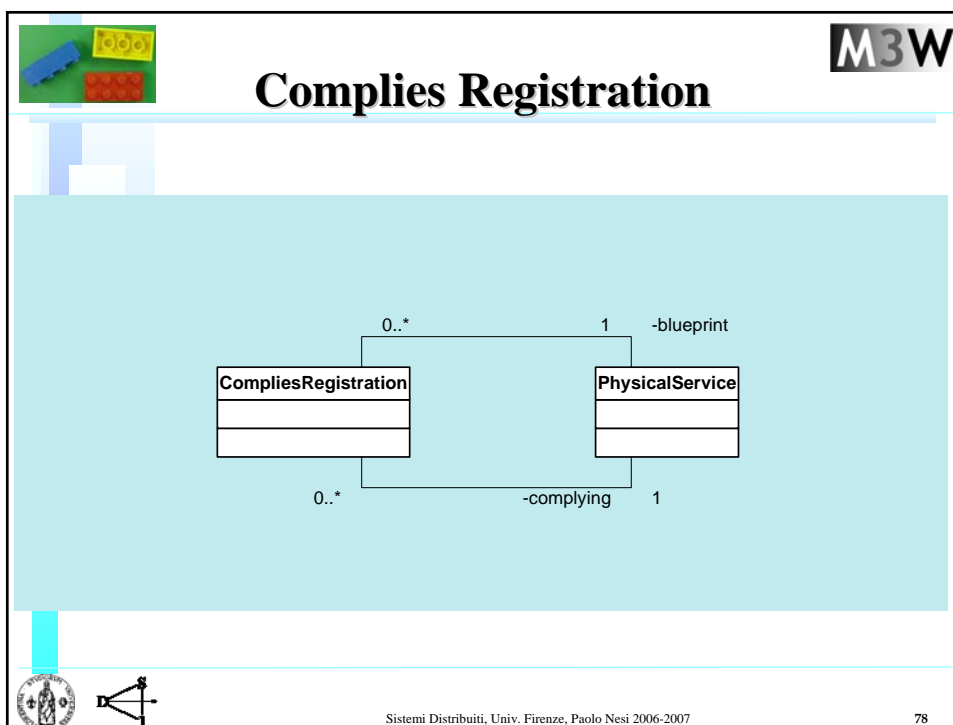 M3W
Complies Registration
0..* 1 -blueprint
CompliesRegistration PhysicalService
0..* -complying 1
D S I
Sistemi Distribuiti, Univ. Firenze, Paolo Nesi 2006-2007 78